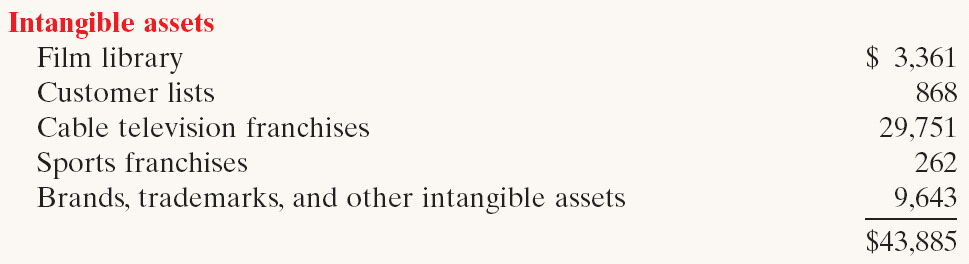 Intangible assets
Film library $ 3,361
Customer lists 868
Cable television franchises 29,751
Sports franchises 262
Brands, trademarks, and other intangible assets 9,643
$43,885